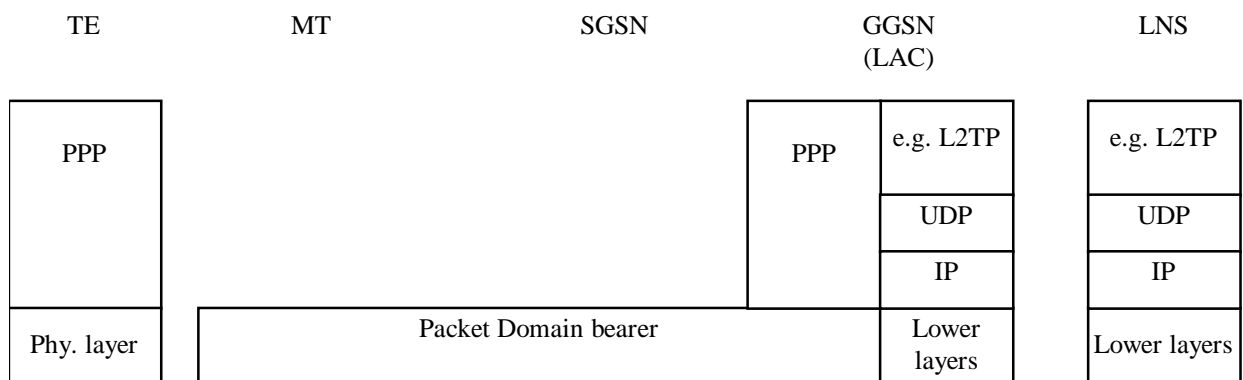 TE MT SGSN GGSN LNS
(LAC)
PPP PPP e.g. L2TP e.g. L2TP
UDP UDP
IP IP
Phy. layer Packet Domain bearer Lower Lower layers
layers